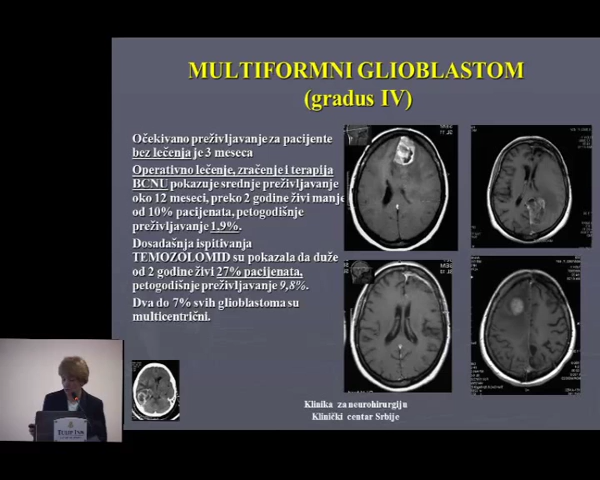 MULTIFORMNI GLIOBLASTOM
(gradus IV)
Očekivano preživljavanje za pacijente
bez lečenja je 3 meseca
Operativno lečenje, zračenje i terapija
BCNU pokazuje srednje preživljavanje
oko 12 meseci, preko 2 godine živi manje
od 10% pacijenata, petogodišnje
preživljavanje 1,9%.
Dosadašnja ispitivanja
TEMOZOLOMID su pokazala da duže
od 2 godine živi 27% pacijenata,
petogodišnje preživljavanje 9,8%.
Dva do 7% svih glioblastoma su
multicentrični.
Klinika za neurohirurgiju
Klinički centar Srbije